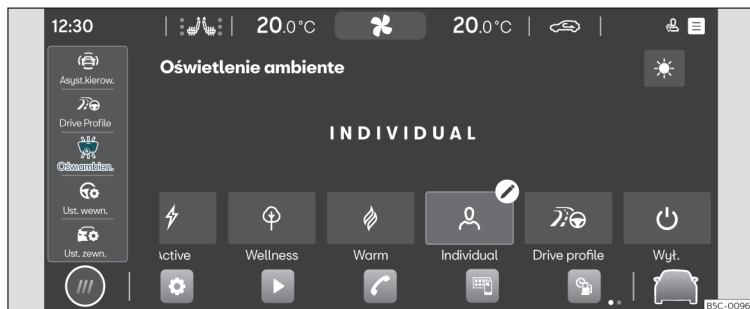 12:30
20.0°C
20.0°C
Asyst.kierow.
Drive Profile
Ośw.ambien.
Ust. wewn.
Ust. zewn.
Oświetlenie ambiente
INDIVIDUAL
Active
Wellness
Warm
Individual
Drive profile
Wył.
B5C-0096